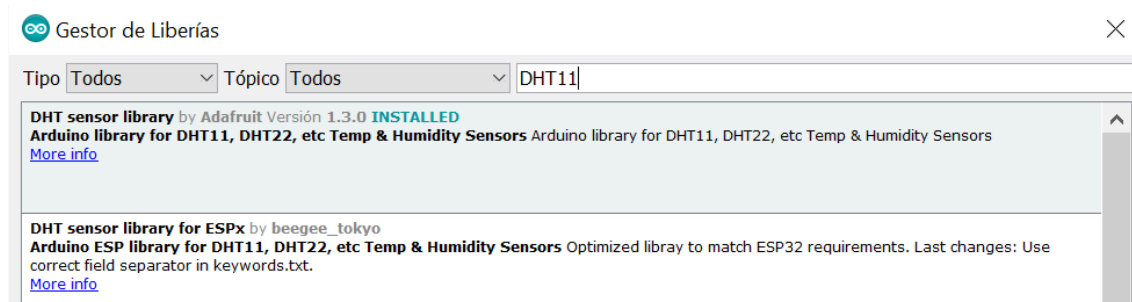 Gestor de Liberías
Tipo Todos Tópico Todos DHT11
DHT sensor library by Adafruit Versión 1.3.0 INSTALLED
Arduino library for DHT11, DHT22, etc Temp & Humidity Sensors Arduino library for DHT11, DHT22, etc Temp & Humidity Sensors
More info
DHT sensor library for ESPx by beegee_tokyo
Arduino ESP library for DHT11, DHT22, etc Temp & Humidity Sensors Optimized libray to match ESP32 requirements. Last changes: Use
correct field separator in keywords.txt.
More info